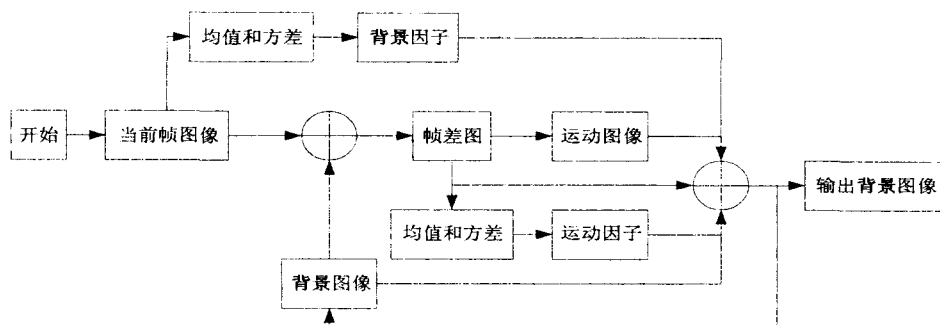 均值和方差
背景因子
开始
当前帧图像
帧差图
运动图像
输出背景图像
均值和方差
运动因子
背景图像